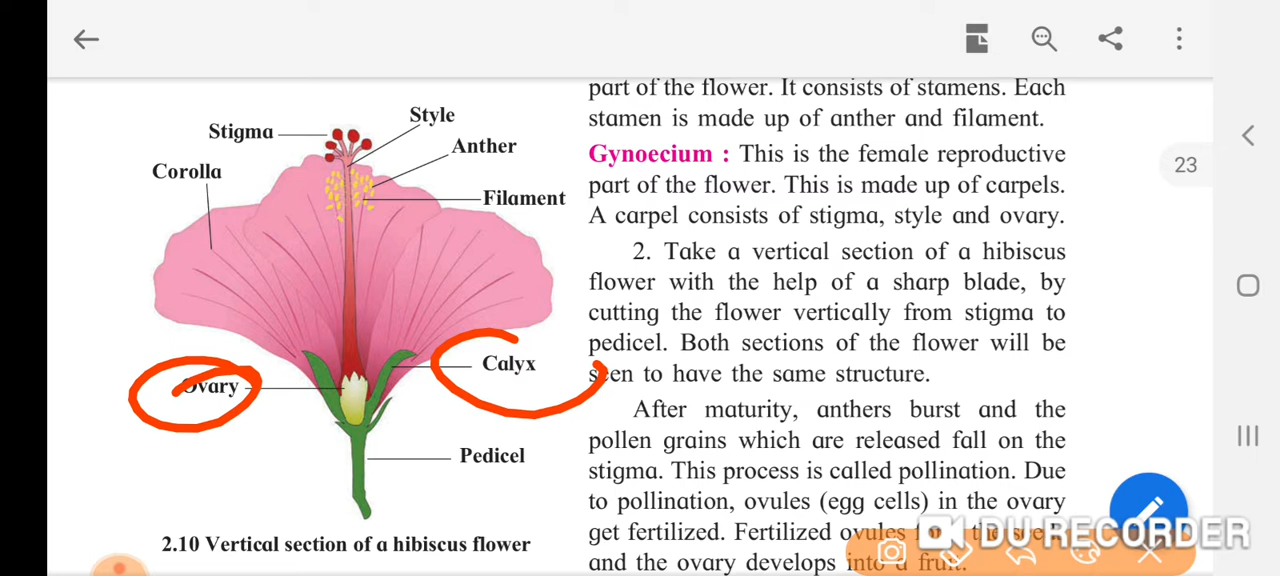 Stigma
Style
Anther
Corolla
Filament
Calyx
Ovary
Pedicel
2.10 Vertical section of a hibiscus flower
part of the flower. It consists of stamens. Each
stamen is made up of anther and filament.
Gynoecium : This is the female reproductive
part of the flower. This is made up of carpels.
A carpel consists of stigma, style and ovary.
2. Take a vertical section of a hibiscus
flower with the help of a sharp blade, by
cutting the flower vertically from stigma to
pedicel. Both sections of the flower will be
seen to have the same structure.
After maturity, anthers burst and the
pollen grains which are released fall on the
stigma. This process is called pollination. Due
to pollination, ovules (egg cells) in the ovary
get fertilized. Fertilized ovules the
and the ovary develops into a fruit.
23
DU RECORDER